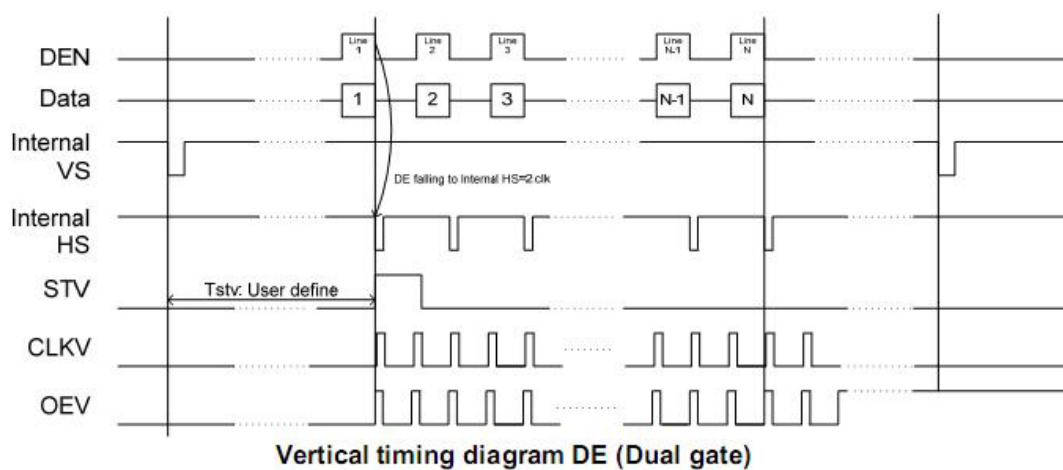 DEN
Line 1
Line 2
Line 3
Line N-1
Line N
Data
1
2
3
N-1
N
Internal VS
DE falling to Internal HS=2 clk
Internal HS
STV
Tstv: User define
CLKV
OEV
Vertical timing diagram DE (Dual gate)